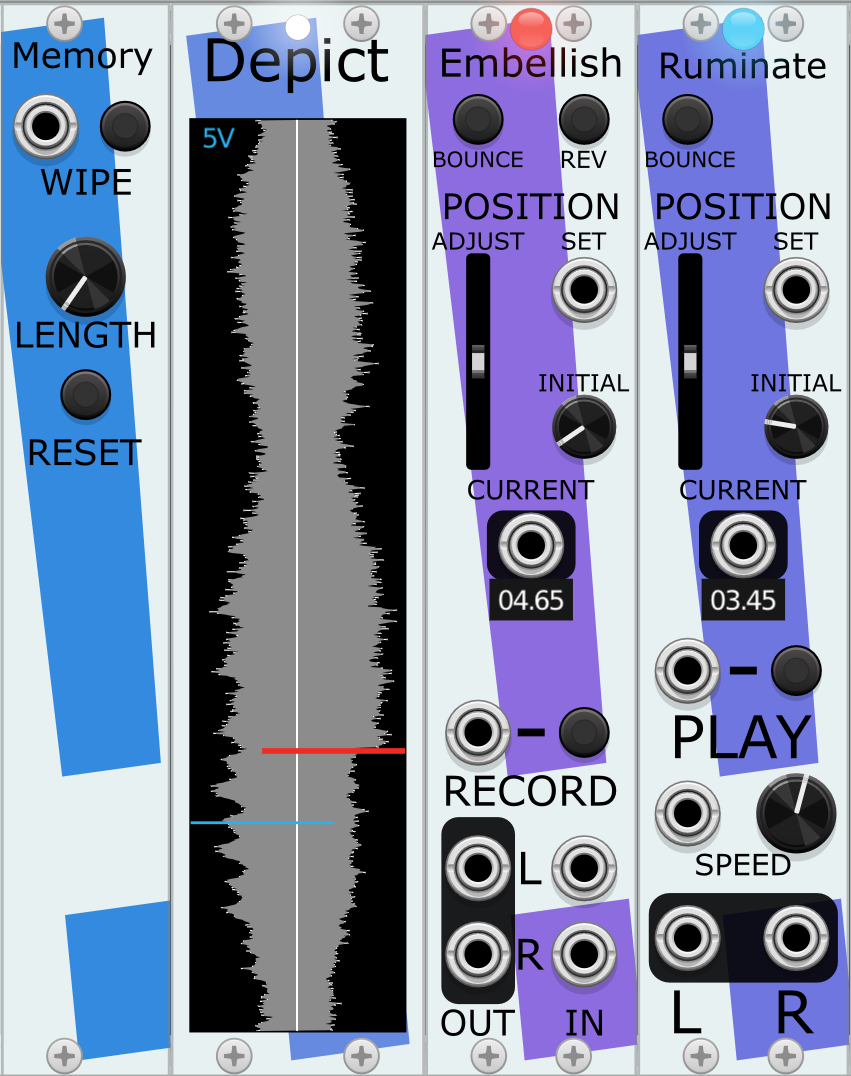 Memory
WIPE
LENGTH
RESET
Depict
5V
Embellish
BOUNCE REV
POSITION
ADJUST SET
INITIAL
CURRENT
04.65
RECORD
L
R
OUT IN
Ruminate
BOUNCE
POSITION
ADJUST SET
INITIAL
CURRENT
03.45
PLAY
SPEED
L R